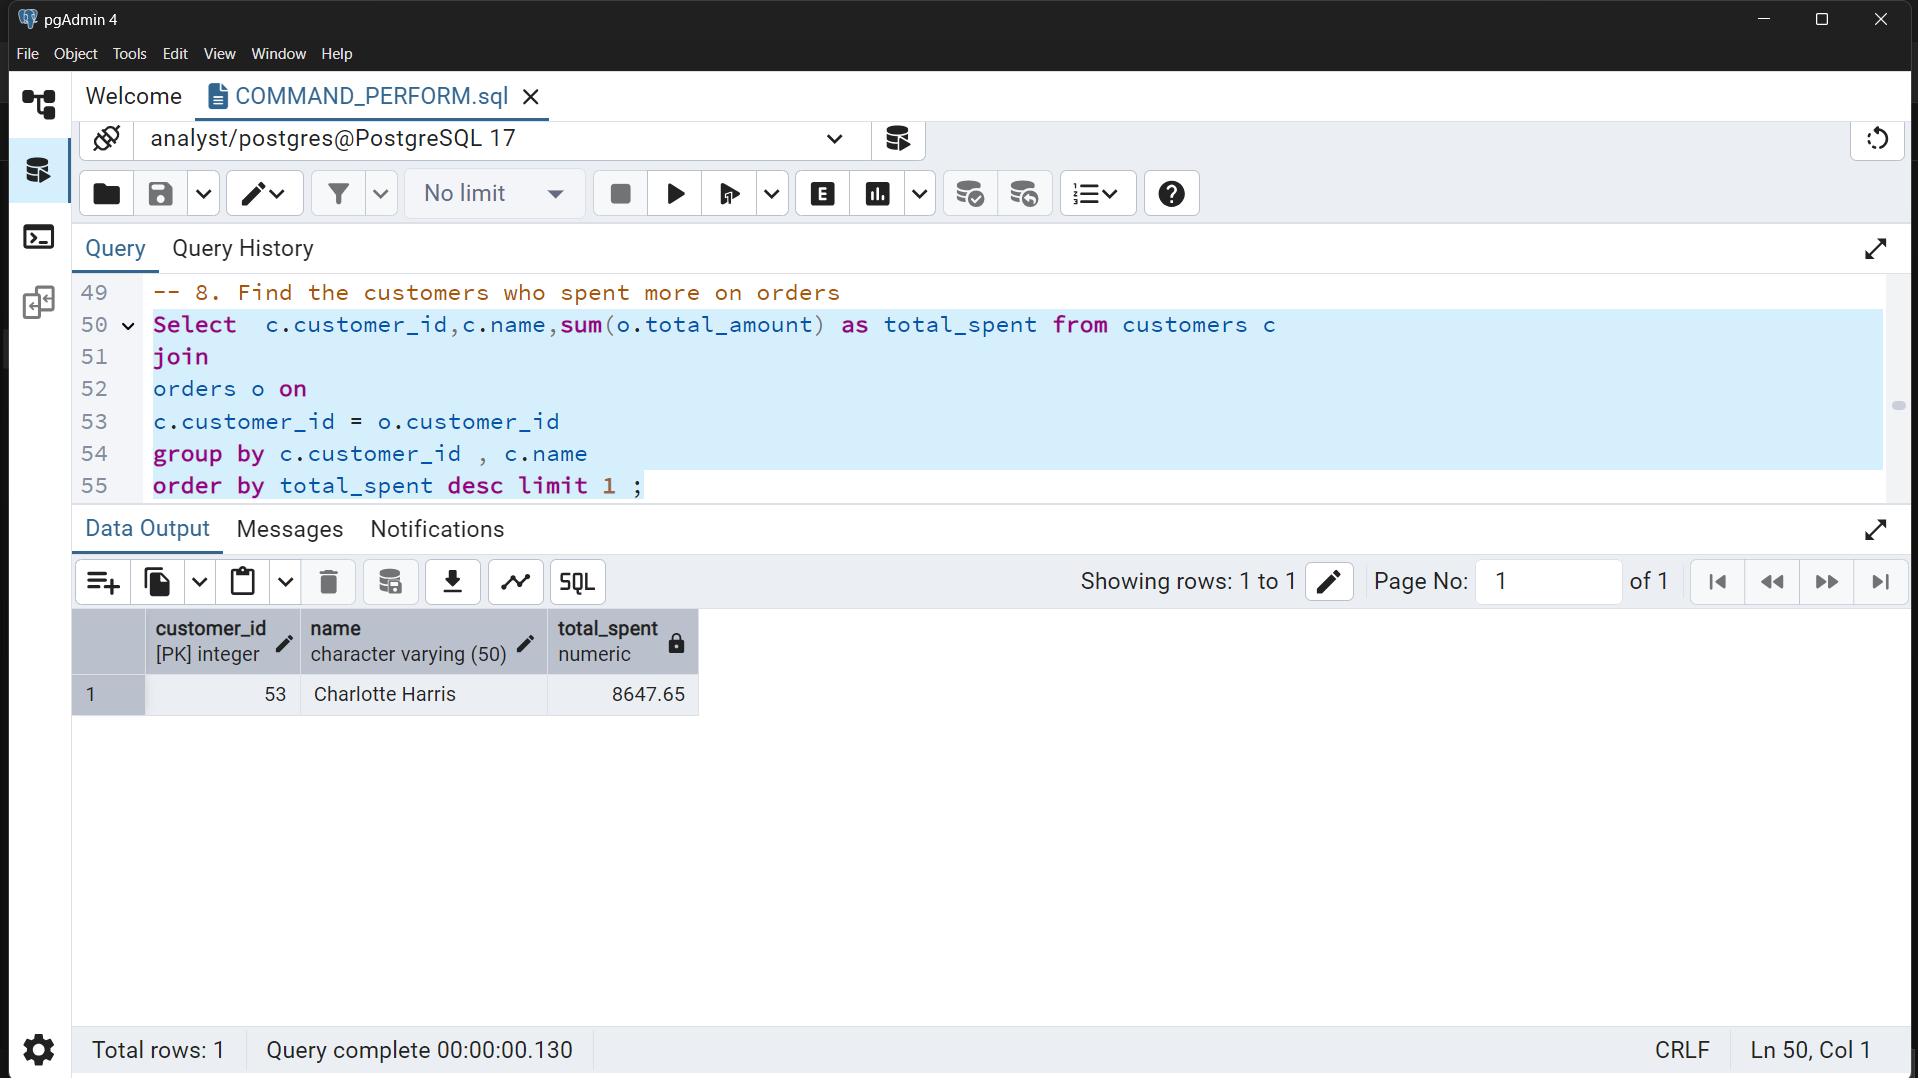 pgAdmin 4
File Object Tools Edit View Window Help
Welcome COMMAND_PERFORM.sql
analyst/postgres@PostgreSQL 17
No limit E
Query Query History
49 -- 8. Find the customers who spent more on orders
50 Select  c.customer_id,c.name,sum(o.total_amount) as total_spent from customers c
51 join
52 orders o on
53 c.customer_id = o.customer_id
54 group by c.customer_id , c.name
55 order by total_spent desc limit 1 ;
Data Output Messages Notifications
SQL Showing rows: 1 to 1 Page No: 1 of 1
customer_id name total_spent
[PK] integer character varying (50) numeric
1 53 Charlotte Harris 8647.65
Total rows: 1 Query complete 00:00:00.130 CRLF Ln 50, Col 1